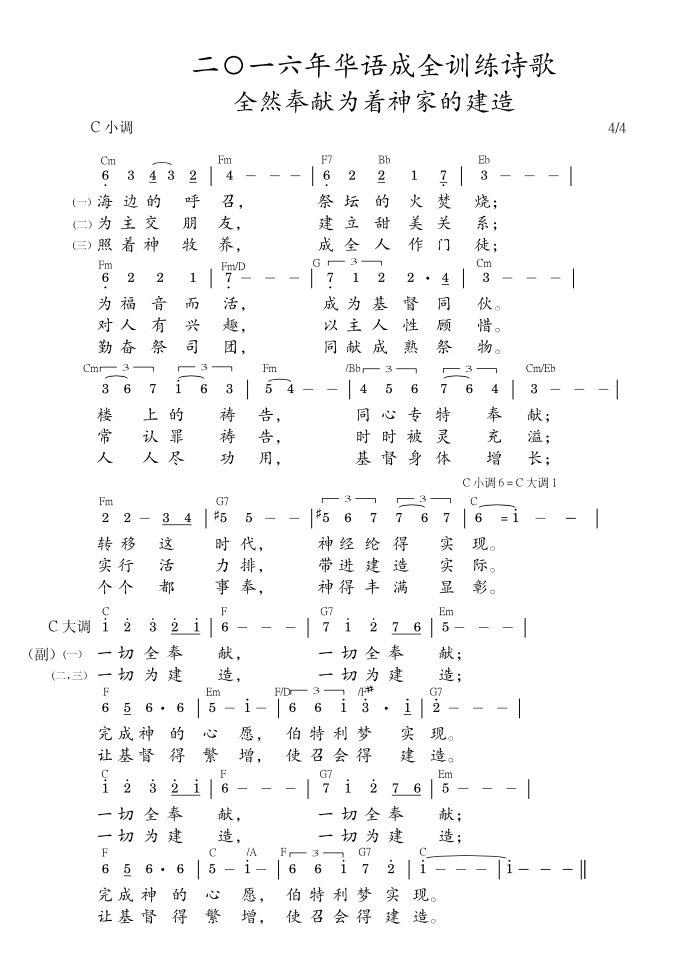 二〇一六年华语成全训练诗歌
全然奉献为着神家的建造
C 小调 4/4
Cm Fm F7 Bb Eb
6 3 4 3 2 | 4 - - - | 6 2 2 1 7 | 3 - - - |
(一) 海边的呼召， 祭坛的火焚烧；
(二) 为主交朋友， 建立甜美关系；
(三) 照着神牧养， 成全人作门徒；
Fm Fm/D G 3 Cm
6 2 2 1 | 7 - - - | 7 1 2 2 · 4 | 3 - - - |
为福音而活， 成为基督同伙。
对人有兴趣， 以主人性顾惜。
勤奋祭司团， 同献成熟祭物。
Cm 3 3 Fm /Bb 3 3 Cm/Eb
3 6 7 i 6 3 | 5 4 - - | 4 5 6 7 6 4 | 3 - - - |
楼上的祷告， 同心专特奉献；
常认罪祷告， 时时被灵充溢；
人人尽功用， 基督身体增长；
C 小调 6 = C 大调 1
Fm G7 3 3 C
2 2 - 3 4 | #5 5 - - | #5 6 7 7 6 7 | 6 = i - - |
转移这时代， 神经纶得实现。
实行活力排， 带进建造实际。
个个都事奉， 神得丰满显彰。
C F G7 Em
C 大调 i 2 3 2 i | 6 - - - | 7 i 2 7 6 | 5 - - - |
(副) (一) 一切全奉献， 一切全奉献；
(二,三) 一切为建造， 一切为建造；
F Em F/D 3 /F# G7
6 5 6 · 6 | 5 - i - | 6 6 i 3 · i | 2 - - - |
完成神的心愿， 伯特利梦实现。
让基督得繁增， 使召会得建造。
C F G7 Em
i 2 3 2 i | 6 - - - | 7 i 2 7 6 | 5 - - - |
一切全奉献， 一切全奉献；
一切为建造， 一切为建造；
F C /A F 3 G7 C
6 5 6 · 6 | 5 - i - | 6 6 i 7 2 | i - - - | i - - - ||
完成神的心愿， 伯特利梦实现。
让基督得繁增， 使召会得建造。